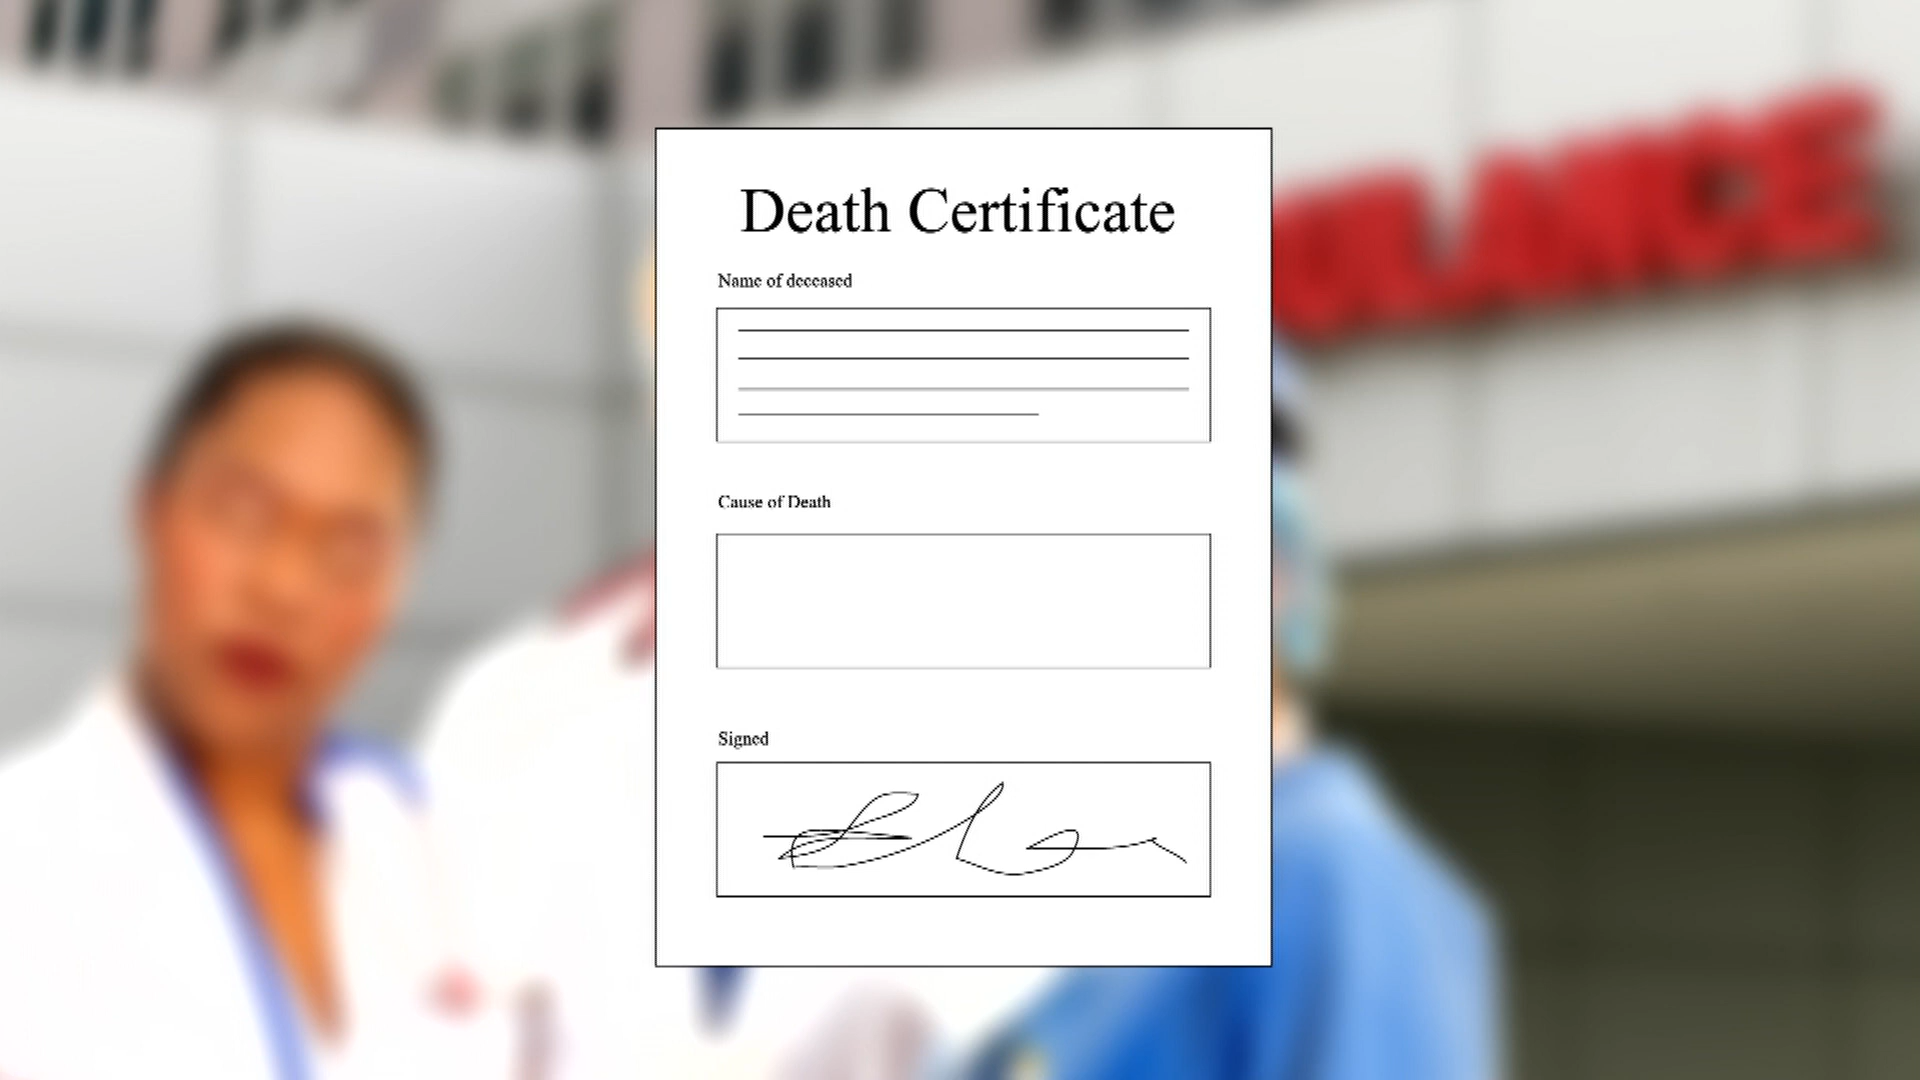 Death Certificate
Name of deceased
Cause of Death
Signed